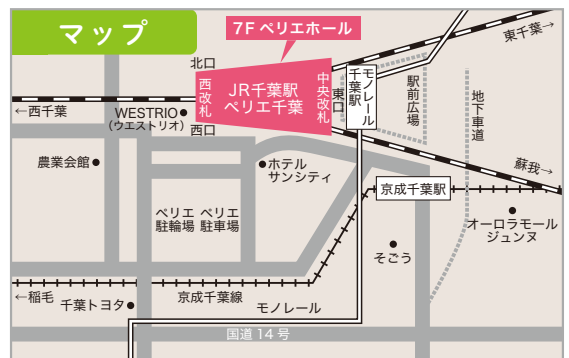 マップ
7F ペリエホール
北口
西改札
JR千葉駅
ペリエ千葉
中央改札
東口
モノレール
千葉駅
駅前広場
東千葉→
地下車道
←西千葉
WESTRIO
(ウエストリオ)
西口
蘇我→
農業会館
ホテル
サンシティ
京成千葉駅
ペリエ
駐輪場
ペリエ
駐車場
オーロラモール
ジュンヌ
そごう
←稲毛
千葉トヨタ
京成千葉線
モノレール
国道14号